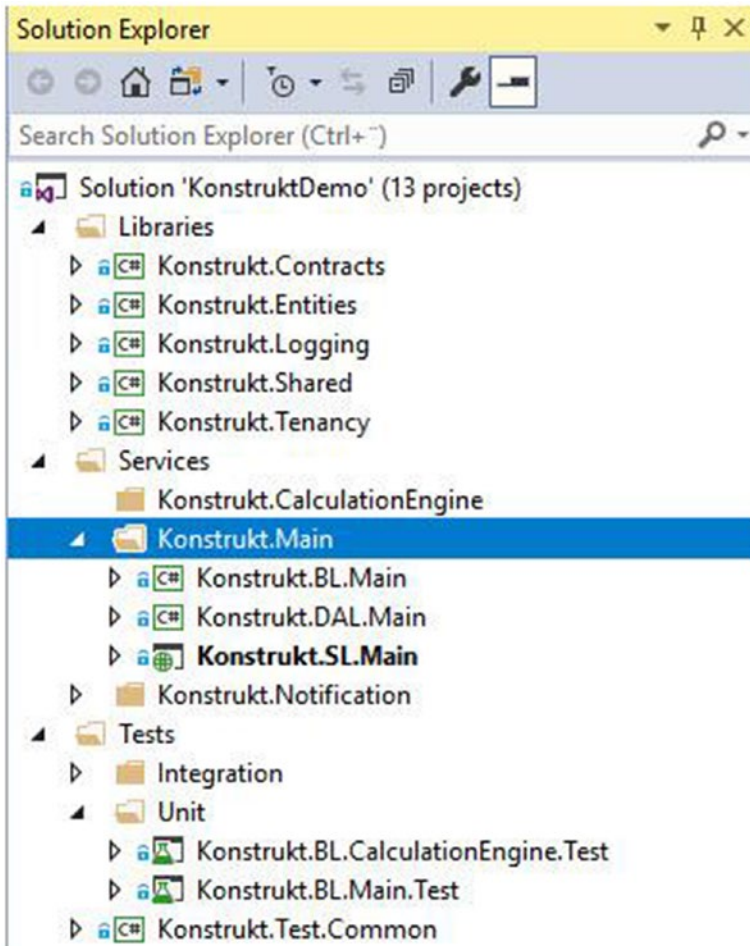 Solution Explorer
Search Solution Explorer (Ctrl+¨)
Solution 'KonstruktDemo' (13 projects)
Libraries
C# Konstrukt.Contracts
C# Konstrukt.Entities
C# Konstrukt.Logging
C# Konstrukt.Shared
C# Konstrukt.Tenancy
Services
Konstrukt.CalculationEngine
Konstrukt.Main
C# Konstrukt.BL.Main
C# Konstrukt.DAL.Main
Konstrukt.SL.Main
Konstrukt.Notification
Tests
Integration
Unit
Konstrukt.BL.CalculationEngine.Test
Konstrukt.BL.Main.Test
C# Konstrukt.Test.Common